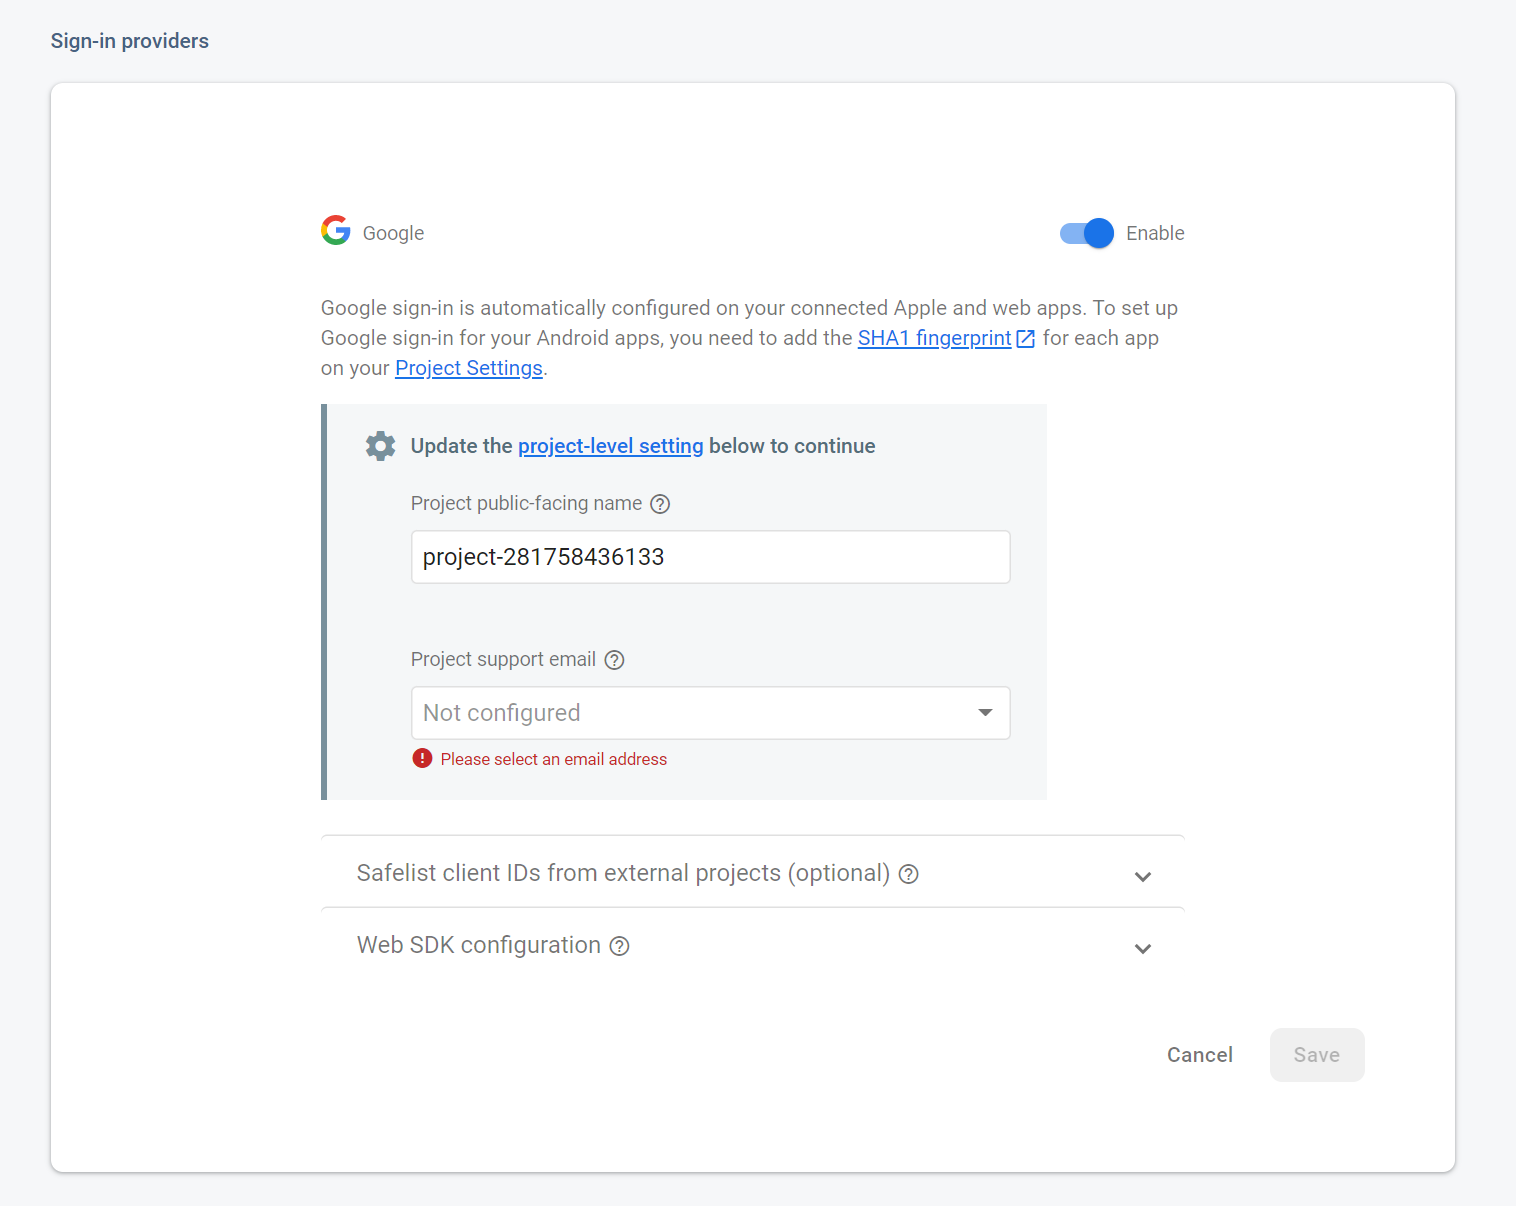 Sign-in providers
Google
Enable
Google sign-in is automatically configured on your connected Apple and web apps. To set up
Google sign-in for your Android apps, you need to add the SHA1 fingerprint for each app
on your Project Settings.
Update the project-level setting below to continue
Project public-facing name
project-281758436133
Project support email
Not configured
Please select an email address
Safelist client IDs from external projects (optional)
Web SDK configuration
Cancel
Save